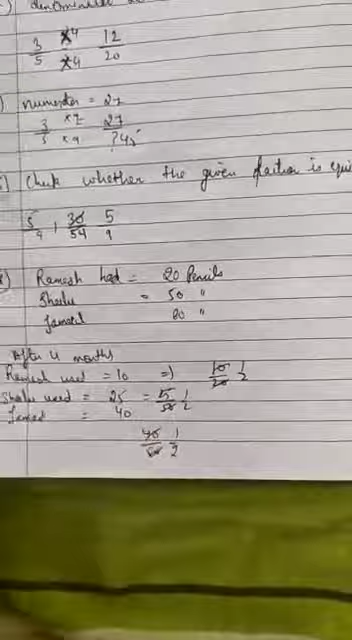 3/5 ×4/×4 12/20
numerator = 27
3/5 ×9/×9 27/?45
Check whether the given fraction is equi
5/9 , 30/54 5/9
Ramesh had = 20 Pencils
Sheelu = 50 "
Jamaal 80 "
After 4 months
Ramesh used = 10 => 10/20 1/2
Sheelu used = 25 = 25/50 1/2
Jamaal = 40
40/80 1/2